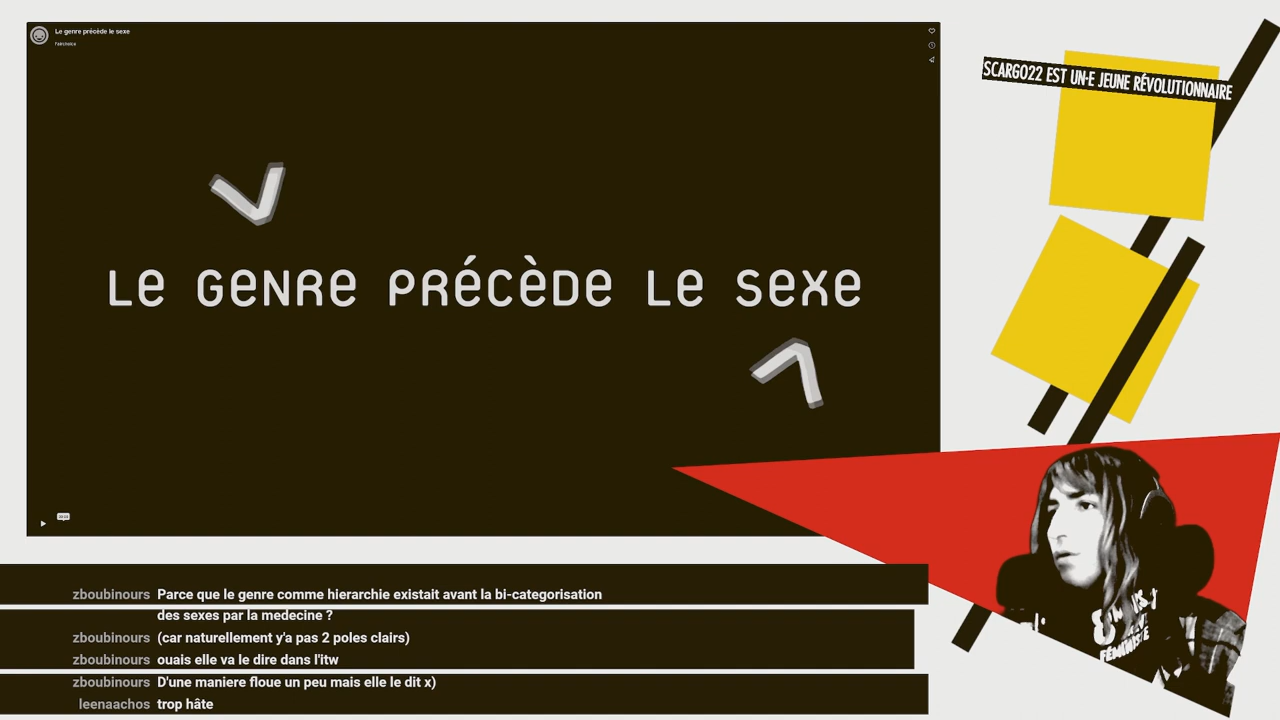 Le genre précède le sexe
SCARGO22 EST UN·E JEUNE RÉVOLUTIONNAIRE
LE GENRE PRÉCÈDE LE SEXE
zboubinours Parce que le genre comme hierarchie existait avant la bi-categorisation
des sexes par la medecine ?
zboubinours (car naturellement y'a pas 2 poles clairs)
zboubinours ouais elle va le dire dans l'itw
zboubinours D'une maniere floue un peu mais elle le dit x)
leenaachos trop hâte
FÉMINISTE